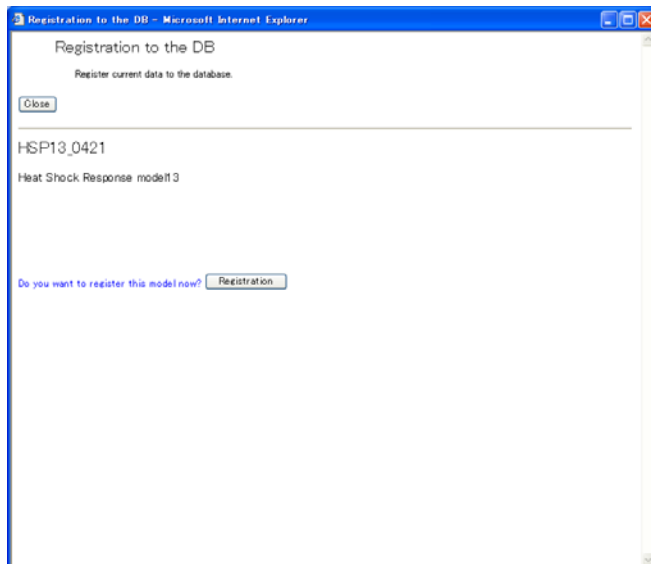 Registration to the DB - Microsoft Internet Explorer
Registration to the DB
Register current data to the database.
Close
HSP13_0421
Heat Shock Response model13
Do you want to register this model now? Registration